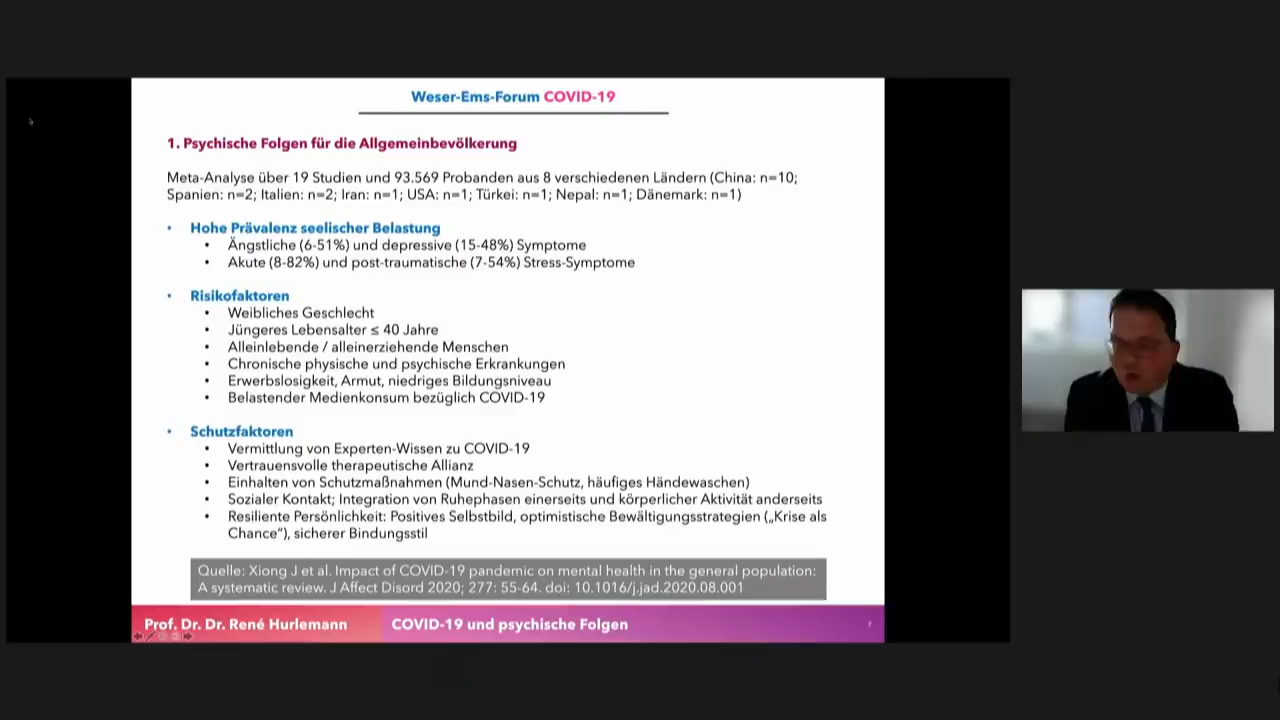 Weser-Ems-Forum COVID-19
1. Psychische Folgen für die Allgemeinbevölkerung
Meta-Analyse über 19 Studien und 93.569 Probanden aus 8 verschiedenen Ländern (China: n=10;
Spanien: n=2; Italien: n=2; Iran: n=1; USA: n=1; Türkei: n=1; Nepal: n=1; Dänemark: n=1)
• Hohe Prävalenz seelischer Belastung
• Ängstliche (6-51%) und depressive (15-48%) Symptome
• Akute (8-82%) und post-traumatische (7-54%) Stress-Symptome
• Risikofaktoren
• Weibliches Geschlecht
• Jüngeres Lebensalter ≤ 40 Jahre
• Alleinlebende / alleinerziehende Menschen
• Chronische physische und psychische Erkrankungen
• Erwerbslosigkeit, Armut, niedriges Bildungsniveau
• Belastender Medienkonsum bezüglich COVID-19
• Schutzfaktoren
• Vermittlung von Experten-Wissen zu COVID-19
• Vertrauensvolle therapeutische Allianz
• Einhalten von Schutzmaßnahmen (Mund-Nasen-Schutz, häufiges Händewaschen)
• Sozialer Kontakt; Integration von Ruhephasen einerseits und körperlicher Aktivität anderseits
• Resiliente Persönlichkeit: Positives Selbstbild, optimistische Bewältigungsstrategien („Krise als
Chance“), sicherer Bindungsstil
Quelle: Xiong J et al. Impact of COVID-19 pandemic on mental health in the general population:
A systematic review. J Affect Disord 2020; 277: 55-64. doi: 10.1016/j.jad.2020.08.001
Prof. Dr. Dr. René Hurlemann COVID-19 und psychische Folgen 7